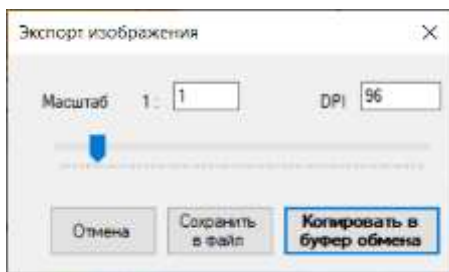 Экспорт изображения
Масштаб 1 : 1 DPI 96
Отмена Сохранить в файл Копировать в буфер обмена